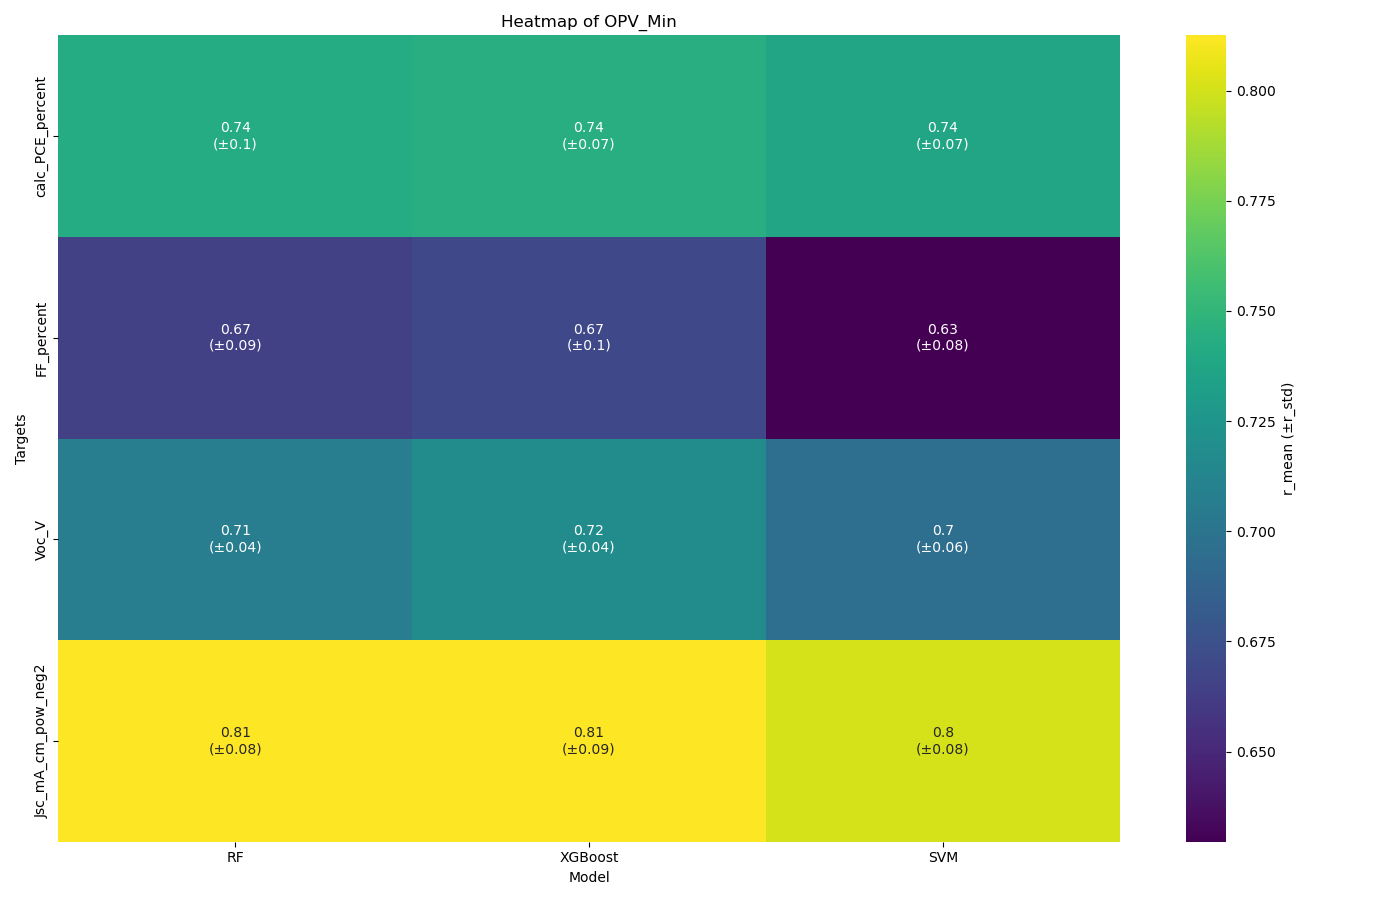 Heatmap of OPV_Min
Targets
calc_PCE_percent
0.74
(±0.1)
0.74
(±0.07)
0.74
(±0.07)
FF_percent
0.67
(±0.09)
0.67
(±0.1)
0.63
(±0.08)
Voc_V
0.71
(±0.04)
0.72
(±0.04)
0.7
(±0.06)
Jsc_mA_cm_pow_neg2
0.81
(±0.08)
0.81
(±0.09)
0.8
(±0.08)
RF
XGBoost
SVM
Model
0.800
0.775
0.750
0.725
0.700
0.675
0.650
r_mean (±r_std)